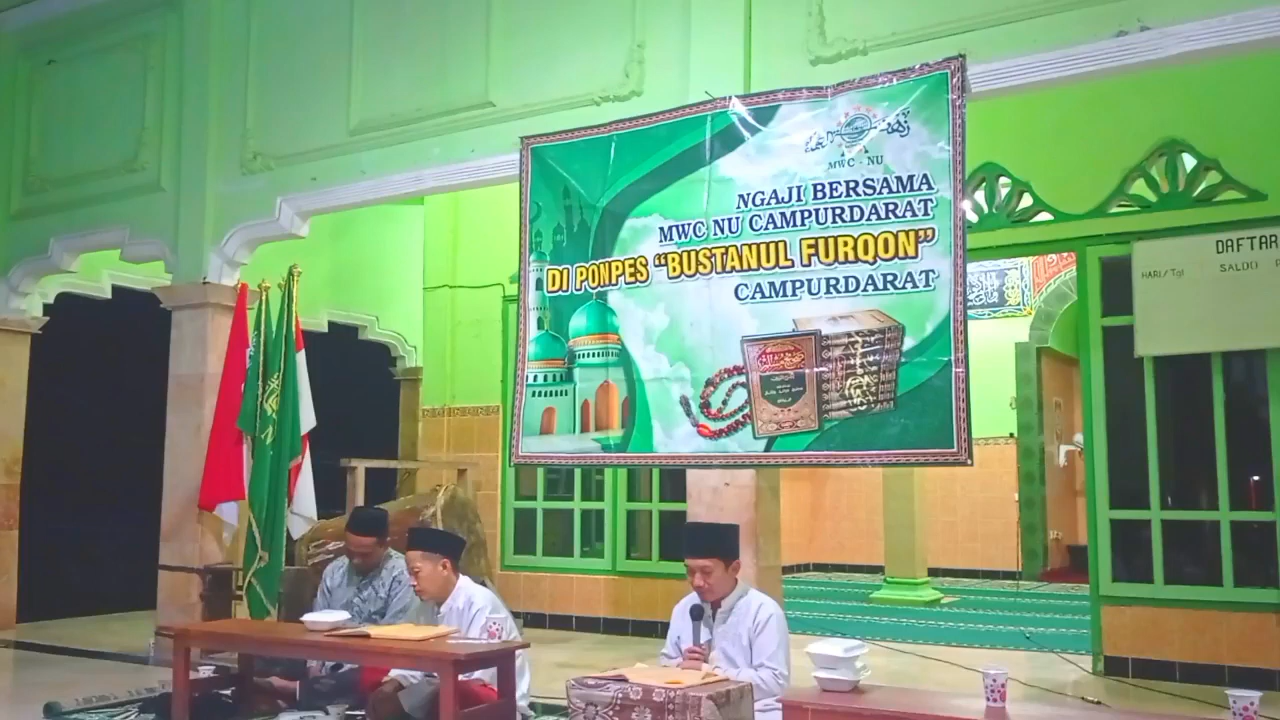 MWC - NU
NGAJI BERSAMA
MWC NU CAMPURDARAT
DI PONPES “BUSTANUL FURQON”
CAMPURDARAT
DAFTAR
HARI/Tgl SALDO